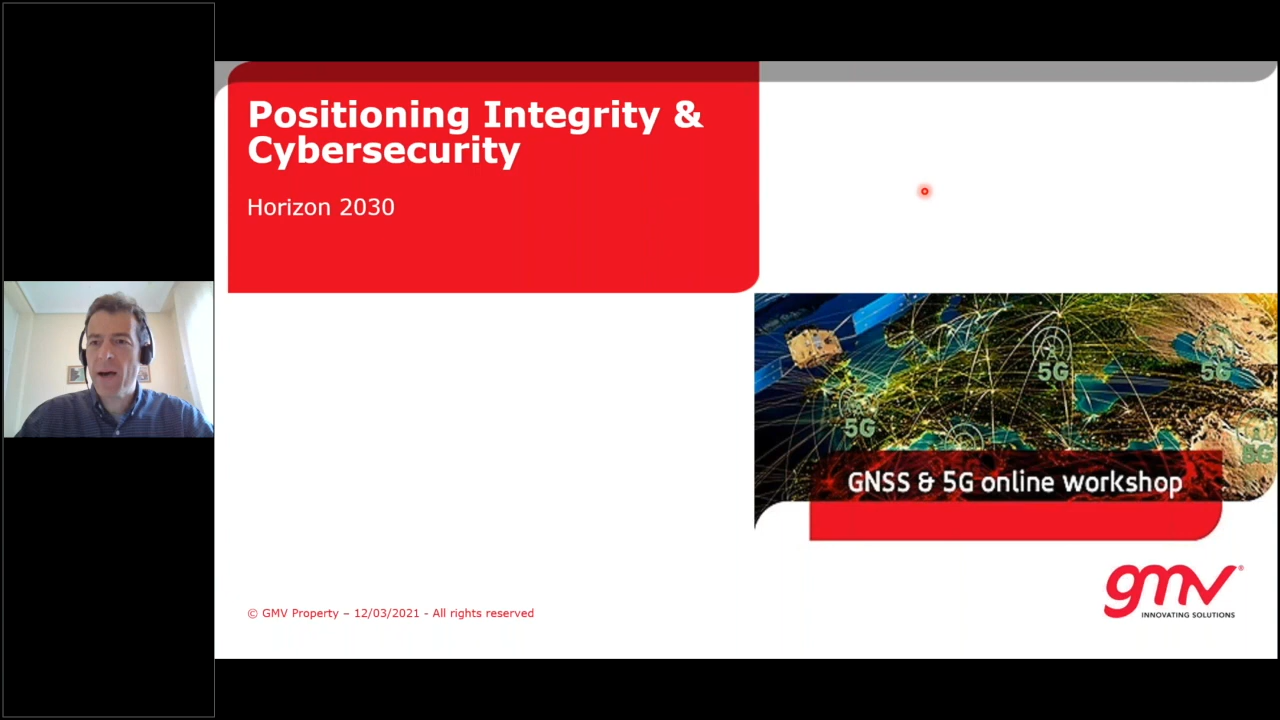 Positioning Integrity &
Cybersecurity
Horizon 2030
5G
5G
5G
5G
GNSS & 5G online workshop
gmv®
INNOVATING SOLUTIONS
© GMV Property – 12/03/2021 - All rights reserved